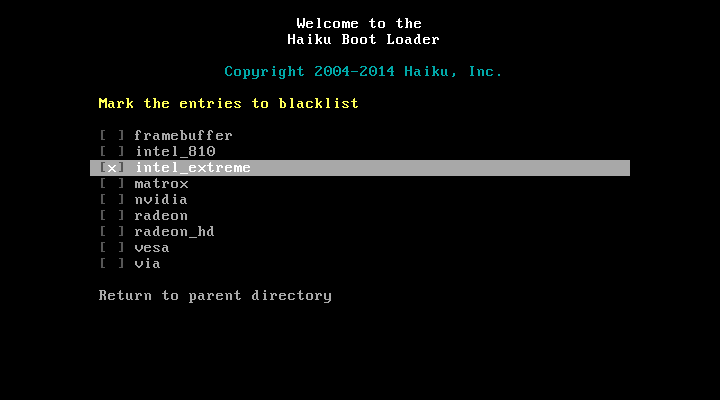 Welcome to the
Haiku Boot Loader
Copyright 2004-2014 Haiku, Inc.
Mark the entries to blacklist
[ ] framebuffer
[ ] intel_810
[x] intel_extreme
[ ] matrox
[ ] nvidia
[ ] radeon
[ ] radeon_hd
[ ] vesa
[ ] via
Return to parent directory